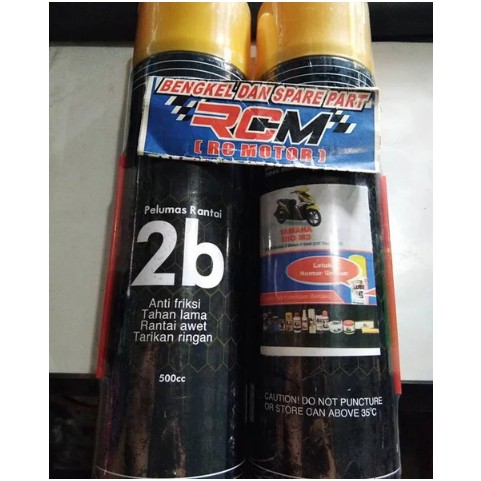 BENGKEL DAN SPARE PART
RCM
( RC MOTOR )
Pelumas Rantai
2b
Anti friksi
Tahan lama
Rantai awet
Tarikan ringan
500cc
YAMAHA
CAUTION! DO NOT PUNCTURE
OR STORE CAN ABOVE 35°C